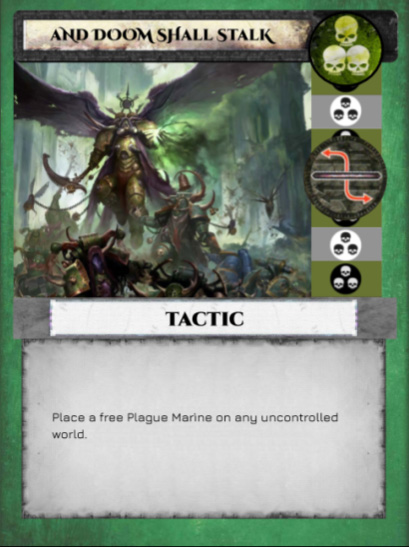 AND DOOM SHALL STALK
TACTIC
Place a free Plague Marine on any uncontrolled
world.